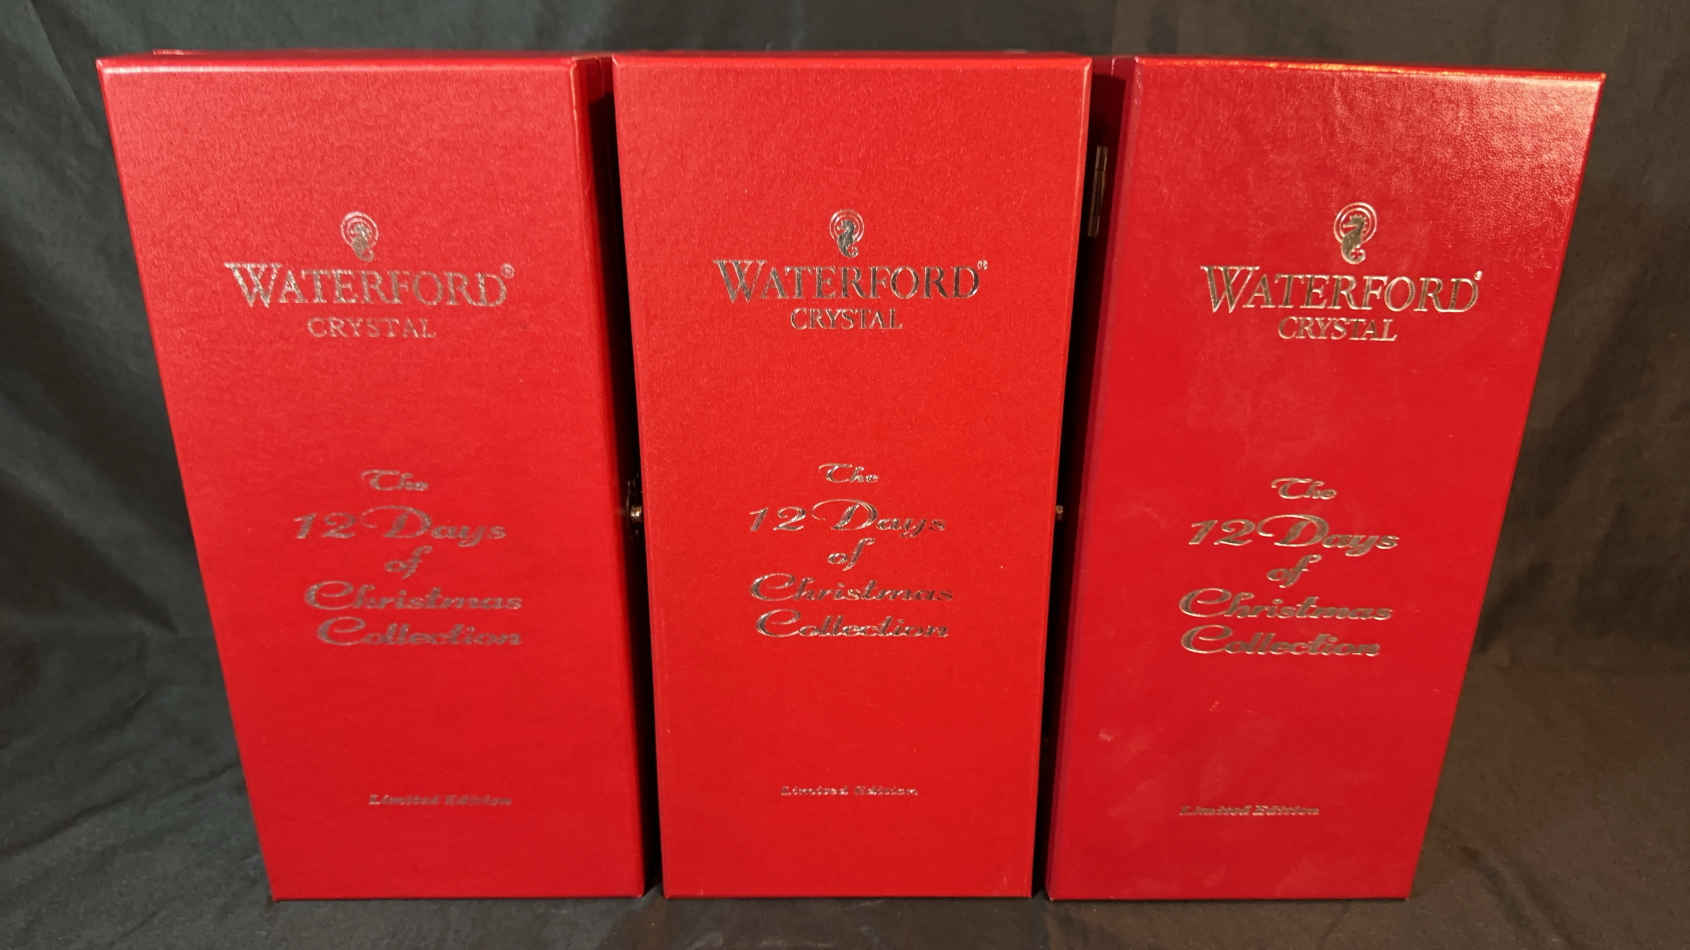 WATERFORD®
CRYSTAL
The
12 Days
of
Christmas
Collection
Limited Edition
WATERFORD®
CRYSTAL
The
12 Days
of
Christmas
Collection
Limited Edition
WATERFORD®
CRYSTAL
The
12 Days
of
Christmas
Collection
Limited Edition